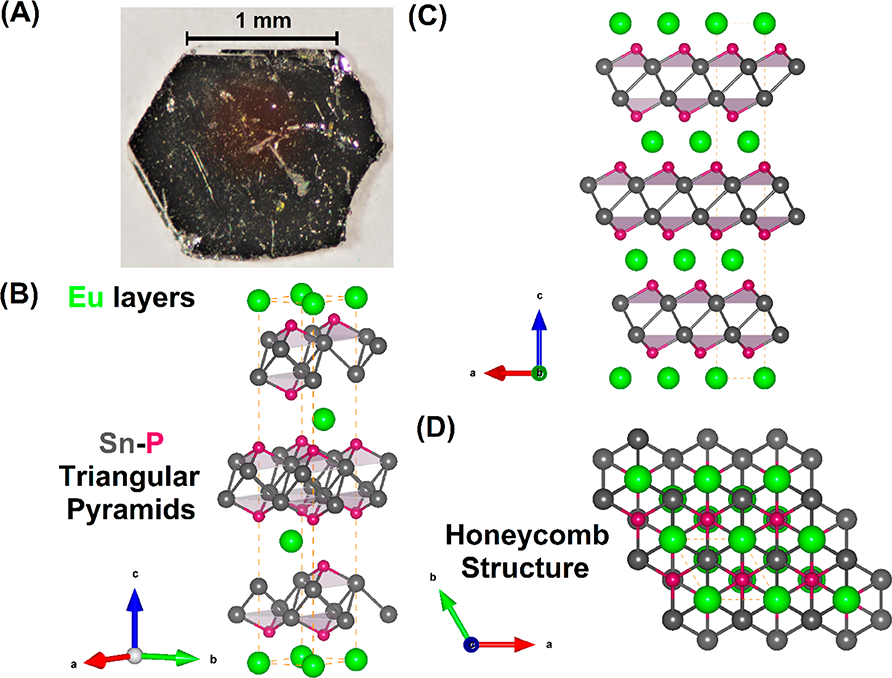 (A)
1 mm
(B)
Eu layers
Sn-P
Triangular
Pyramids
c
a
b
(C)
c
a
b
(D)
Honeycomb
Structure
b
c
a